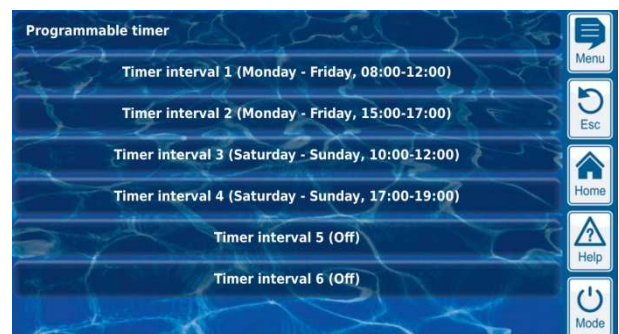 Programmable timer
Timer interval 1 (Monday - Friday, 08:00-12:00)
Timer interval 2 (Monday - Friday, 15:00-17:00)
Timer interval 3 (Saturday - Sunday, 10:00-12:00)
Timer interval 4 (Saturday - Sunday, 17:00-19:00)
Timer interval 5 (Off)
Timer interval 6 (Off)
Menu
Esc
Home
?
Help
Mode